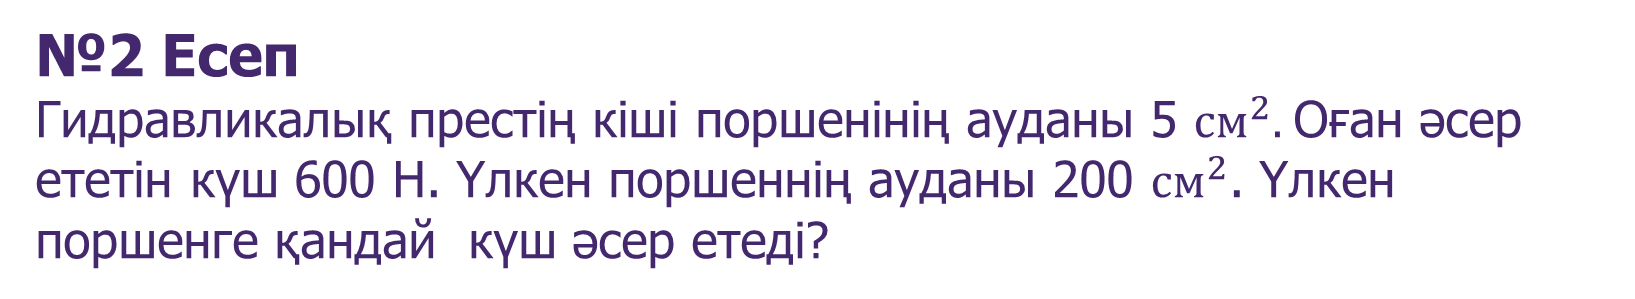 №2 Есеп
Гидравликалық престің кіші поршенінің ауданы 5 см². Оған әсер
ететін күш 600 Н. Үлкен поршеннің ауданы 200 см². Үлкен
поршенге қандай  күш әсер етеді?